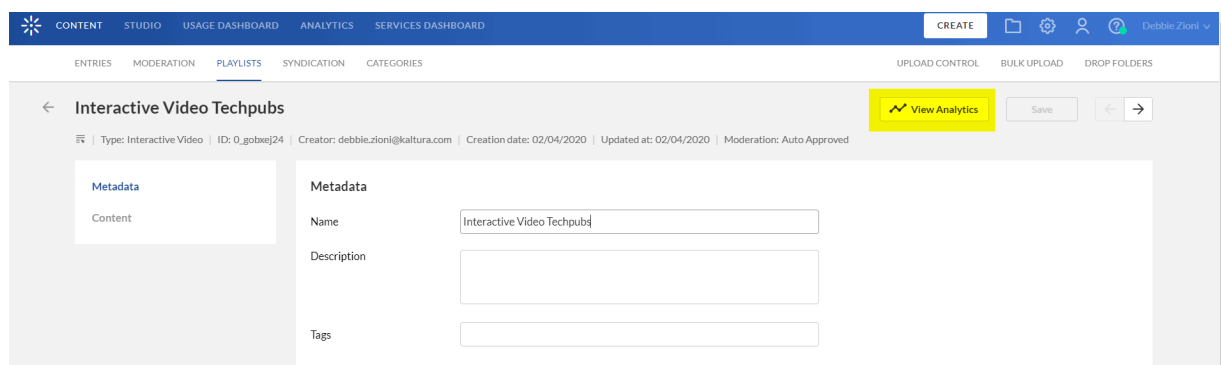 CONTENT STUDIO USAGE DASHBOARD ANALYTICS SERVICES DASHBOARD CREATE Debbie Zioni
ENTRIES MODERATION PLAYLISTS SYNDICATION CATEGORIES UPLOAD CONTROL BULK UPLOAD DROP FOLDERS
Interactive Video Techpubs View Analytics Save
Type: Interactive Video | ID: 0_gobxej24 | Creator: debbie.zioni@kaltura.com | Creation date: 02/04/2020 | Updated at: 02/04/2020 | Moderation: Auto Approved
Metadata Metadata
Name Interactive Video Techpubs
Content
Description
Tags